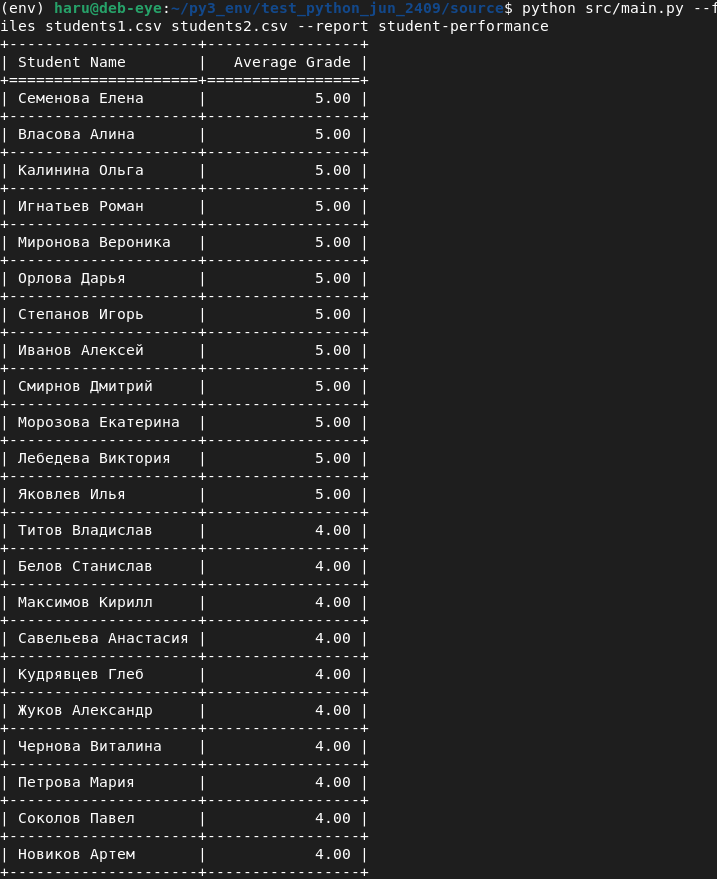 (env) haru@deb-eye:~/py3_env/test_python_jun_2409/source$ python src/main.py --f
iles students1.csv students2.csv --report student-performance
+---------------------+-----------------+
| Student Name        |   Average Grade |
+=====================+=================+
| Семенова Елена      |            5.00 |
+---------------------+-----------------+
| Власова Алина       |            5.00 |
+---------------------+-----------------+
| Калинина Ольга      |            5.00 |
+---------------------+-----------------+
| Игнатьев Роман      |            5.00 |
+---------------------+-----------------+
| Миронова Вероника   |            5.00 |
+---------------------+-----------------+
| Орлова Дарья        |            5.00 |
+---------------------+-----------------+
| Степанов Игорь      |            5.00 |
+---------------------+-----------------+
| Иванов Алексей      |            5.00 |
+---------------------+-----------------+
| Смирнов Дмитрий     |            5.00 |
+---------------------+-----------------+
| Морозова Екатерина  |            5.00 |
+---------------------+-----------------+
| Лебедева Виктория   |            5.00 |
+---------------------+-----------------+
| Яковлев Илья        |            5.00 |
+---------------------+-----------------+
| Титов Владислав     |            4.00 |
+---------------------+-----------------+
| Белов Станислав     |            4.00 |
+---------------------+-----------------+
| Максимов Кирилл     |            4.00 |
+---------------------+-----------------+
| Савельева Анастасия |            4.00 |
+---------------------+-----------------+
| Кудрявцев Глеб      |            4.00 |
+---------------------+-----------------+
| Жуков Александр     |            4.00 |
+---------------------+-----------------+
| Чернова Виталина    |            4.00 |
+---------------------+-----------------+
| Петрова Мария       |            4.00 |
+---------------------+-----------------+
| Соколов Павел       |            4.00 |
+---------------------+-----------------+
| Новиков Артем       |            4.00 |
+---------------------+-----------------+